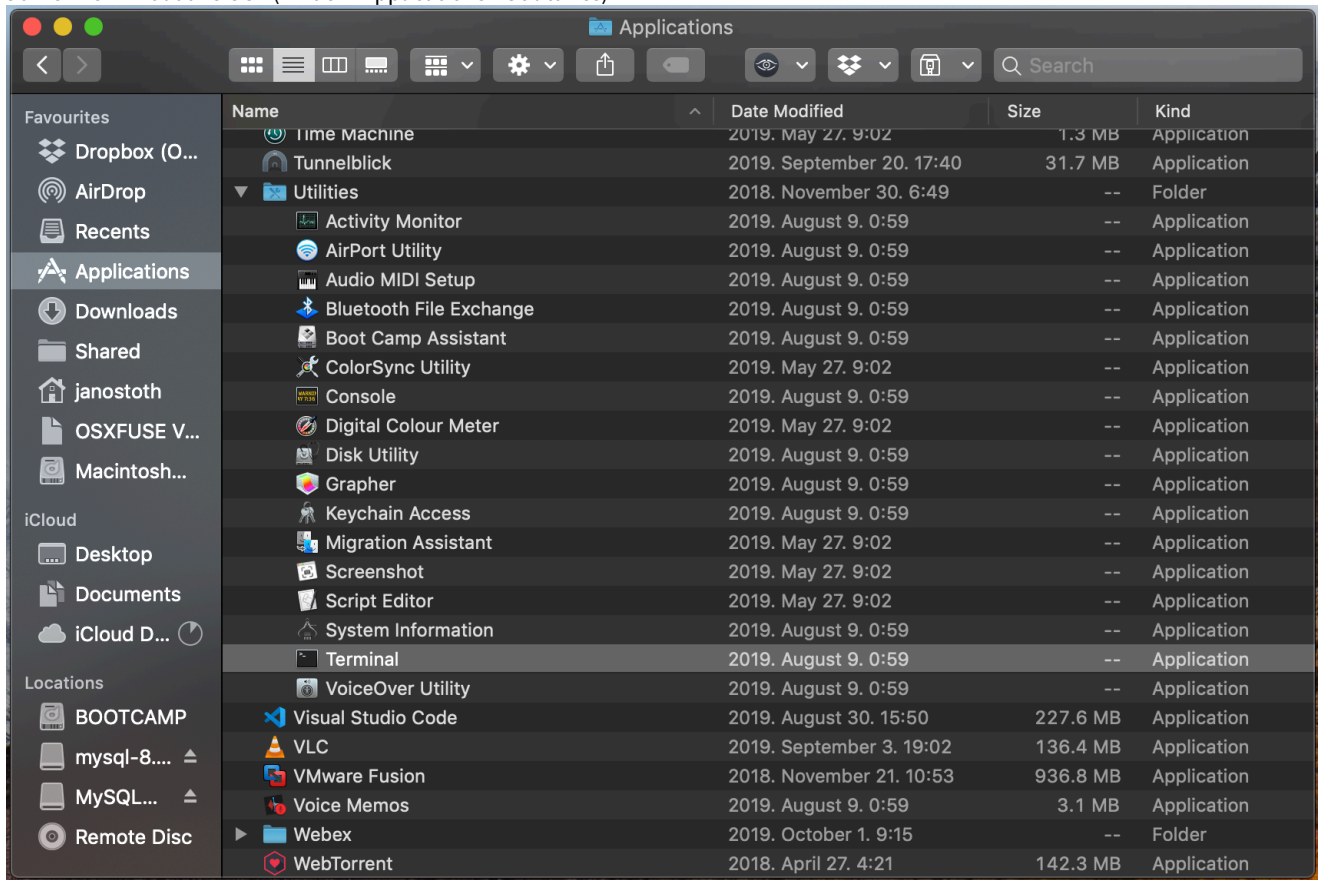 Applications
Search
Favourites
Dropbox (O...
AirDrop
Recents
Applications
Downloads
Shared
janostoth
OSXFUSE V...
Macintosh...
iCloud
Desktop
Documents
iCloud D...
Locations
BOOTCAMP
mysql-8....
MySQL...
Remote Disc
Name Date Modified Size Kind
Time Machine 2019. May 27. 9:02 1.3 MB Application
Tunnelblick 2019. September 20. 17:40 31.7 MB Application
Utilities 2018. November 30. 6:49 -- Folder
Activity Monitor 2019. August 9. 0:59 -- Application
AirPort Utility 2019. August 9. 0:59 -- Application
Audio MIDI Setup 2019. August 9. 0:59 -- Application
Bluetooth File Exchange 2019. August 9. 0:59 -- Application
Boot Camp Assistant 2019. August 9. 0:59 -- Application
ColorSync Utility 2019. May 27. 9:02 -- Application
Console 2019. August 9. 0:59 -- Application
Digital Colour Meter 2019. May 27. 9:02 -- Application
Disk Utility 2019. August 9. 0:59 -- Application
Grapher 2019. August 9. 0:59 -- Application
Keychain Access 2019. August 9. 0:59 -- Application
Migration Assistant 2019. May 27. 9:02 -- Application
Screenshot 2019. May 27. 9:02 -- Application
Script Editor 2019. May 27. 9:02 -- Application
System Information 2019. August 9. 0:59 -- Application
Terminal 2019. August 9. 0:59 -- Application
VoiceOver Utility 2019. August 9. 0:59 -- Application
Visual Studio Code 2019. August 30. 15:50 227.6 MB Application
VLC 2019. September 3. 19:02 136.4 MB Application
VMware Fusion 2018. November 21. 10:53 936.8 MB Application
Voice Memos 2019. August 9. 0:59 3.1 MB Application
Webex 2019. October 1. 9:15 -- Folder
WebTorrent 2018. April 27. 4:21 142.3 MB Application